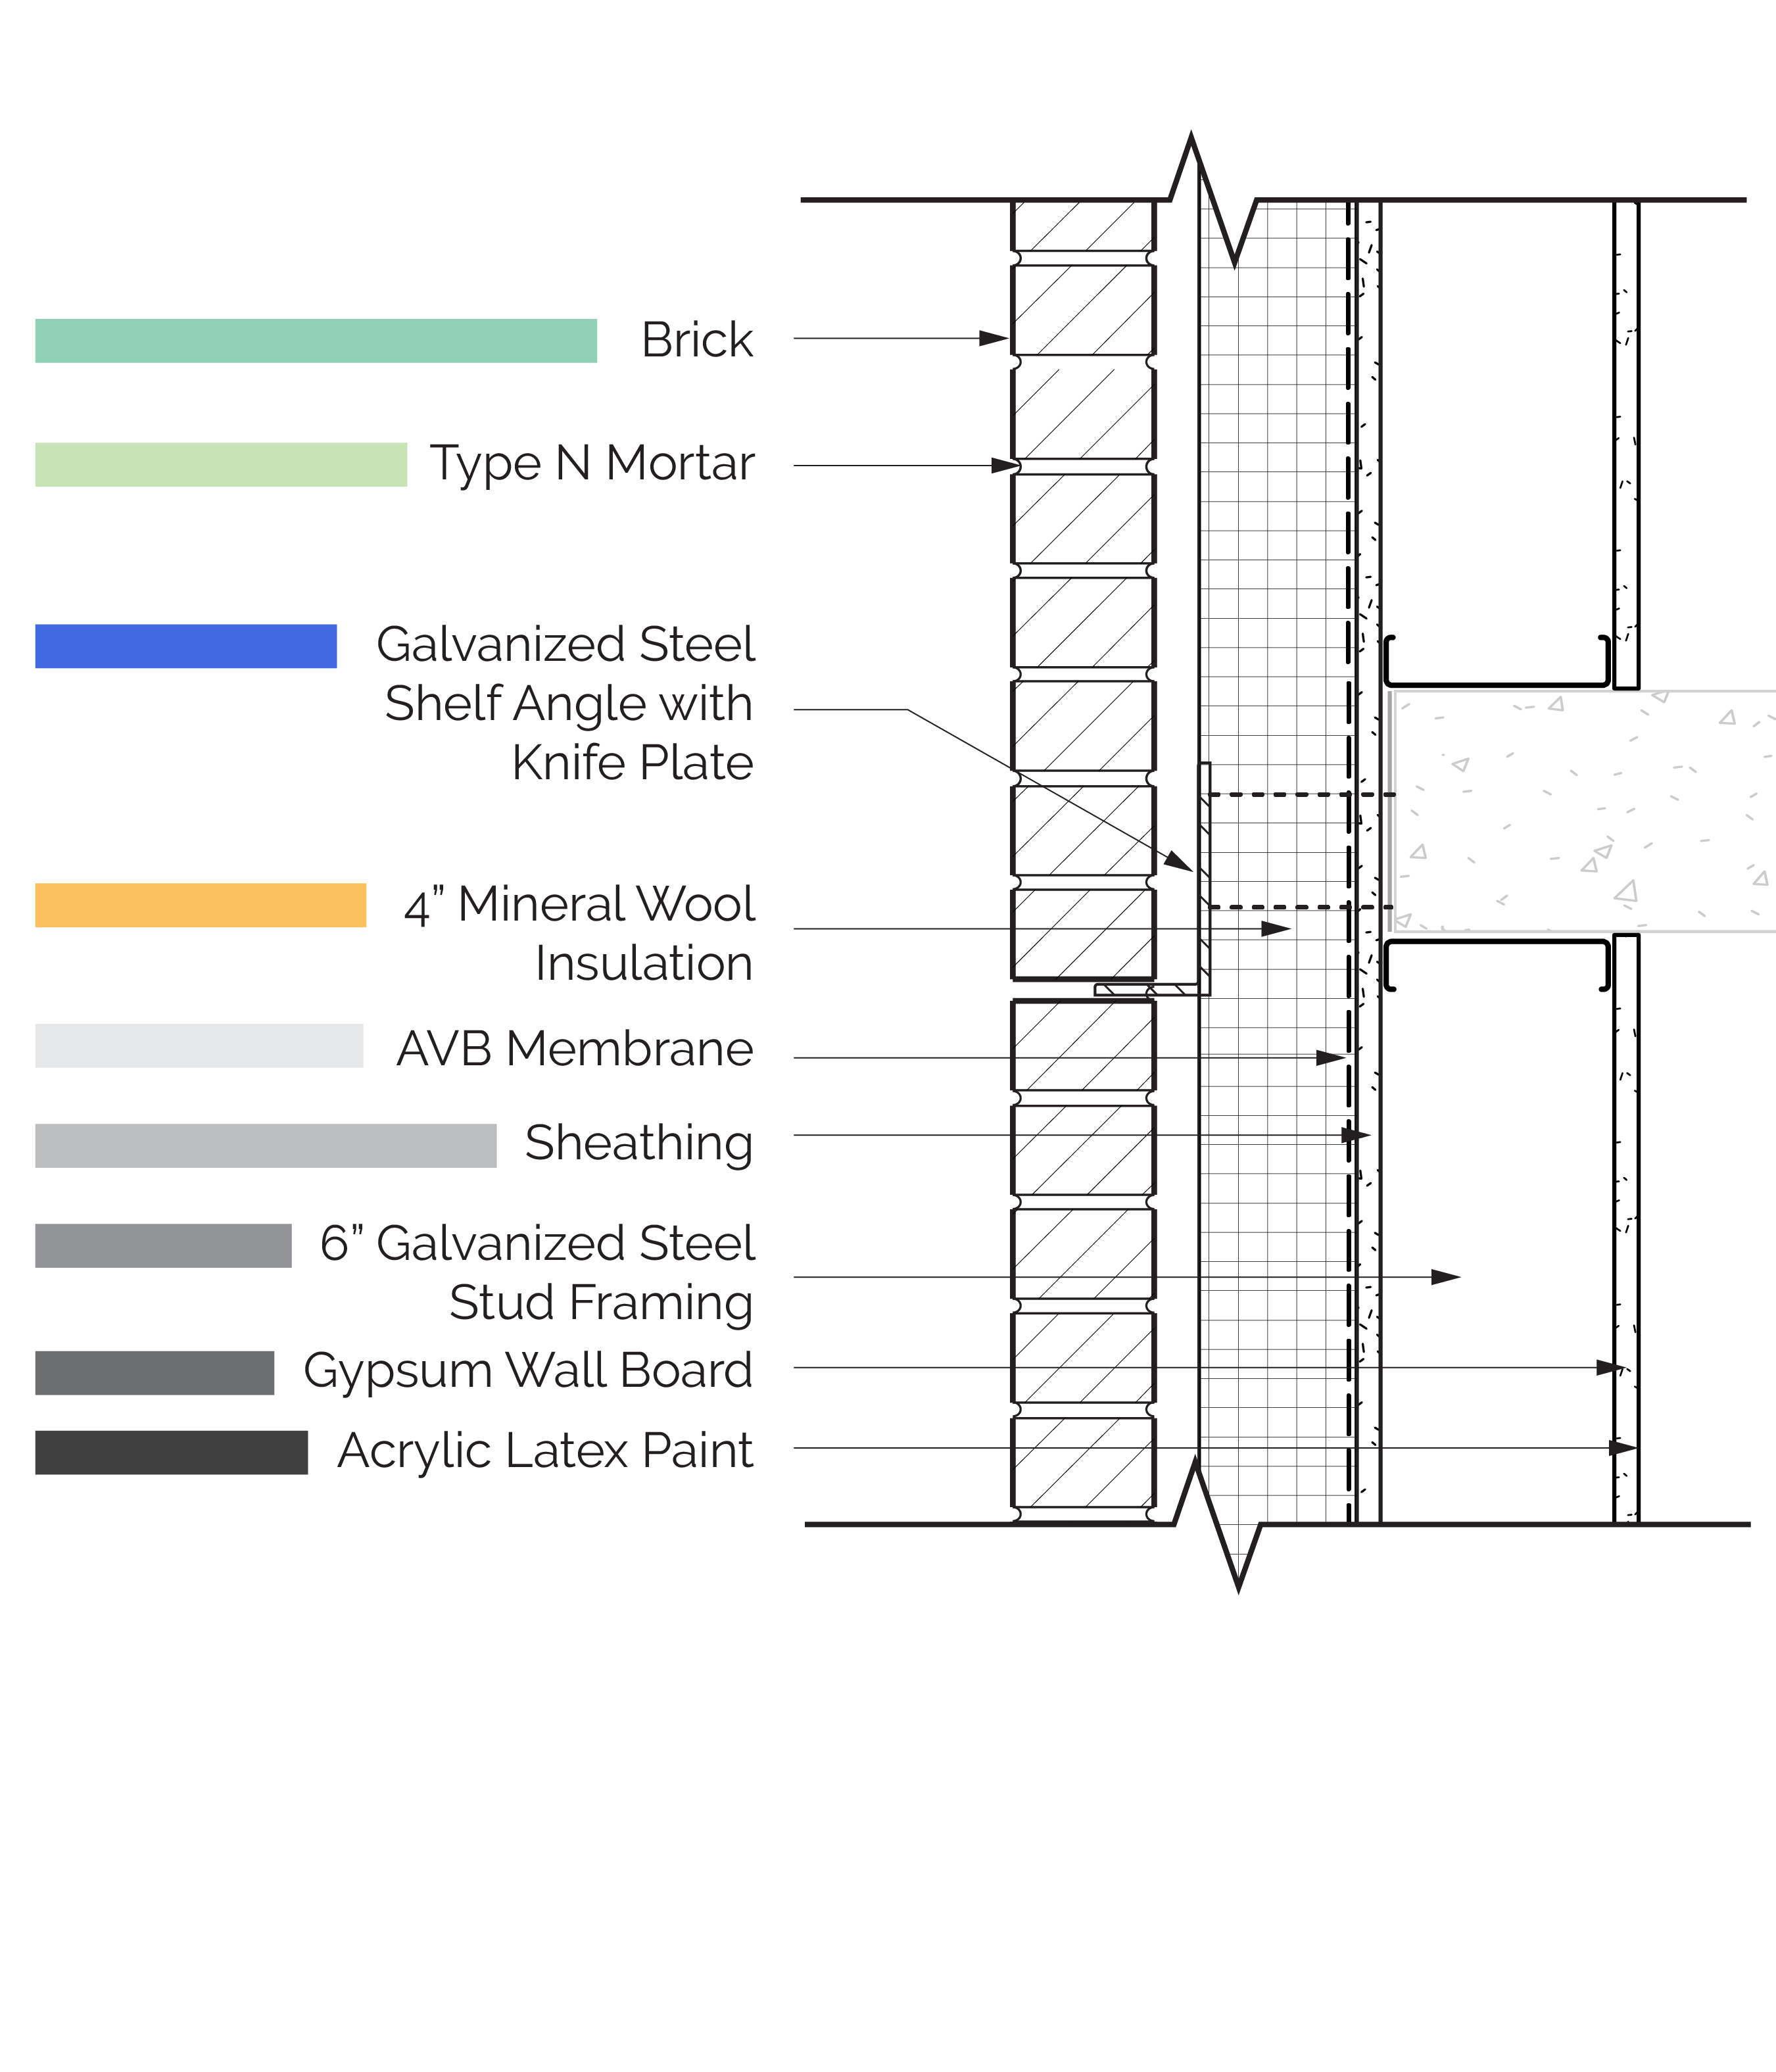 Brick
Type N Mortar
Galvanized Steel
Shelf Angle with
Knife Plate
4” Mineral Wool
Insulation
AVB Membrane
Sheathing
6” Galvanized Steel
Stud Framing
Gypsum Wall Board
Acrylic Latex Paint